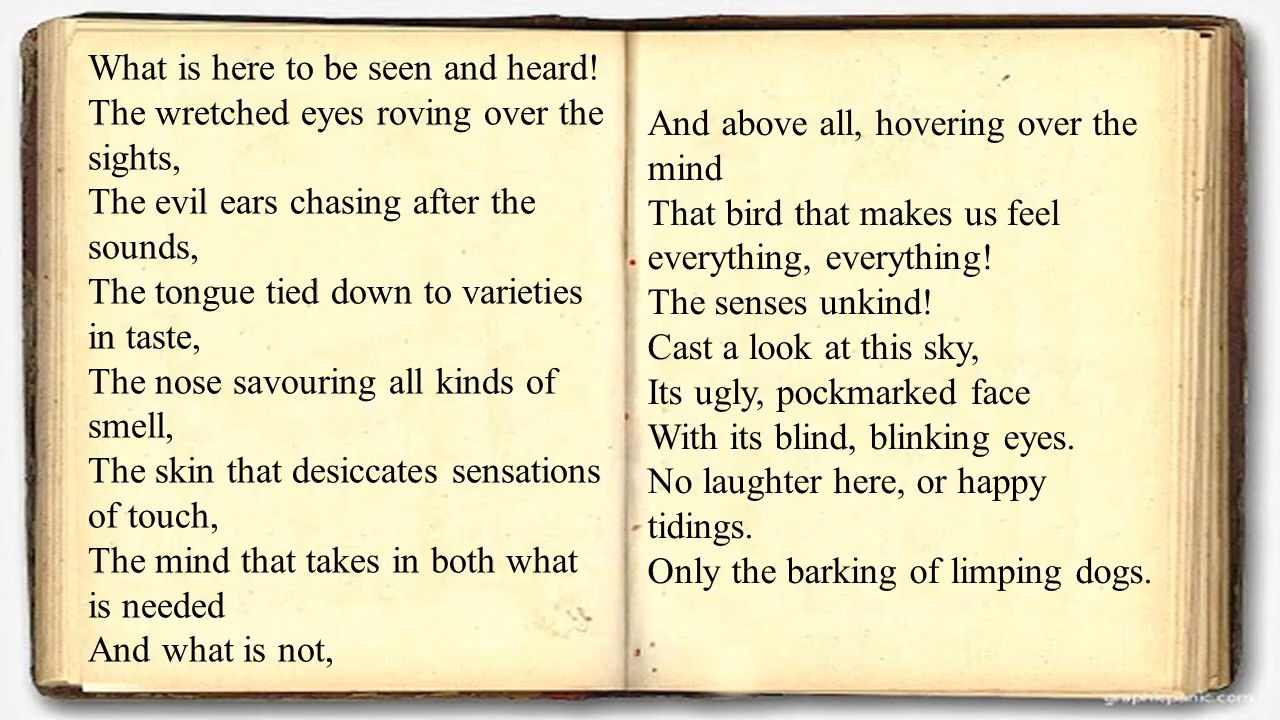 What is here to be seen and heard!
The wretched eyes roving over the
sights,
The evil ears chasing after the
sounds,
The tongue tied down to varieties
in taste,
The nose savouring all kinds of
smell,
The skin that desiccates sensations
of touch,
The mind that takes in both what
is needed
And what is not,
And above all, hovering over the
mind
That bird that makes us feel
everything, everything!
The senses unkind!
Cast a look at this sky,
Its ugly, pockmarked face
With its blind, blinking eyes.
No laughter here, or happy
tidings.
Only the barking of limping dogs.
graphicpanic.com